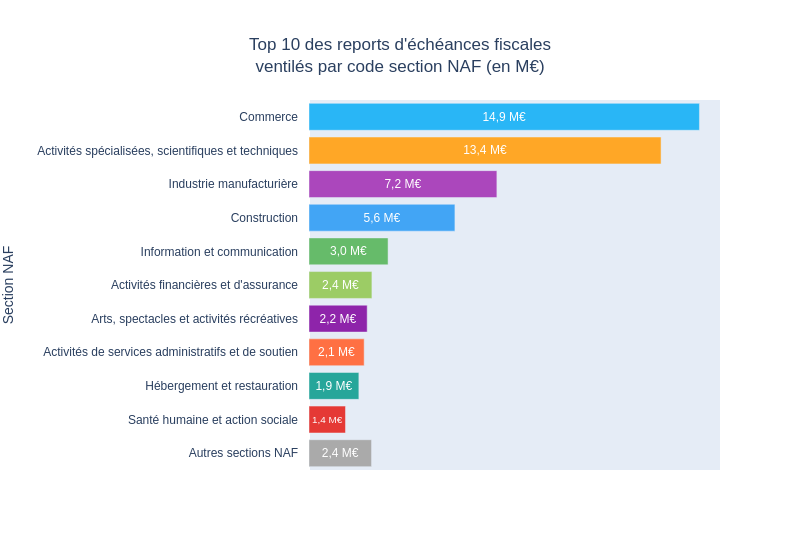 Top 10 des reports d'échéances fiscales
ventilés par code section NAF (en M€)
Section NAF
Commerce 14,9 M€
Activités spécialisées, scientifiques et techniques 13,4 M€
Industrie manufacturière 7,2 M€
Construction 5,6 M€
Information et communication 3,0 M€
Activités financières et d'assurance 2,4 M€
Arts, spectacles et activités récréatives 2,2 M€
Activités de services administratifs et de soutien 2,1 M€
Hébergement et restauration 1,9 M€
Santé humaine et action sociale 1,4 M€
Autres sections NAF 2,4 M€